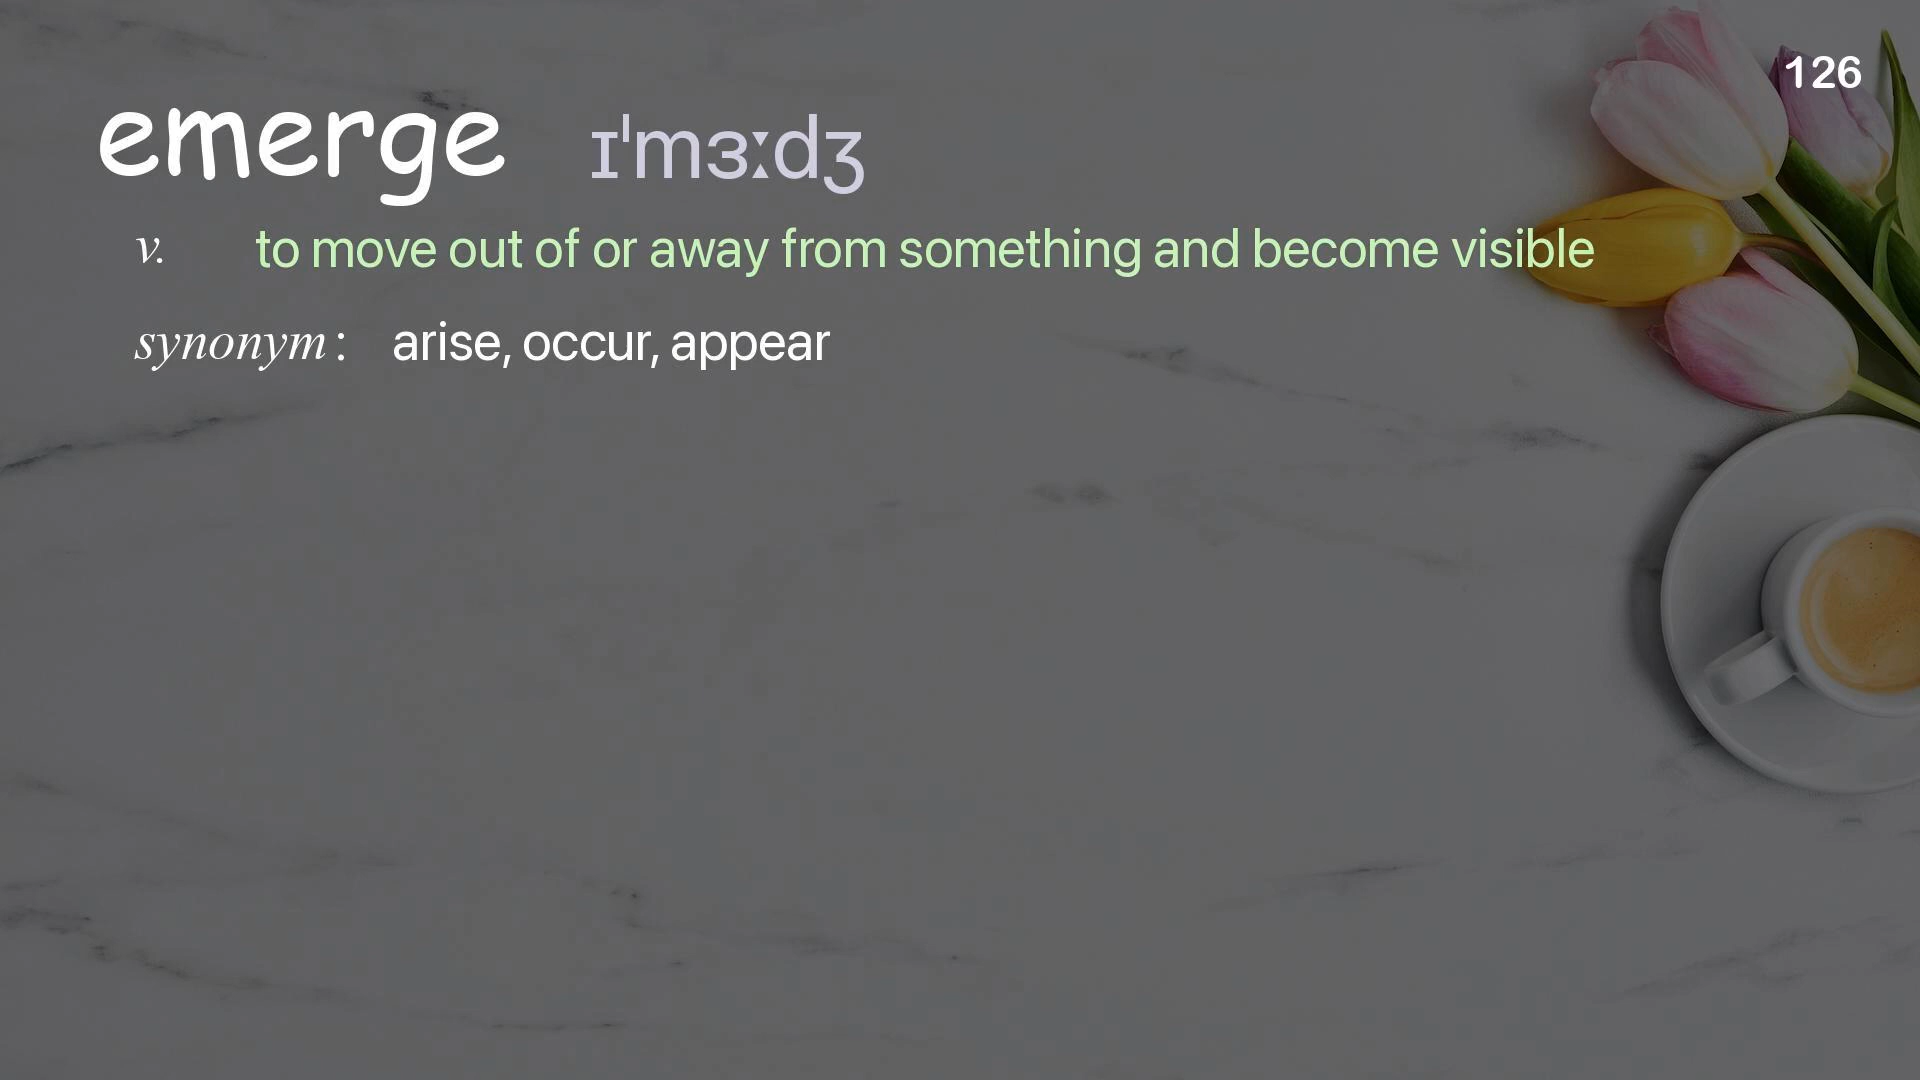 126
emerge ɪˈmɜːdʒ
v. to move out of or away from something and become visible
synonym : arise, occur, appear